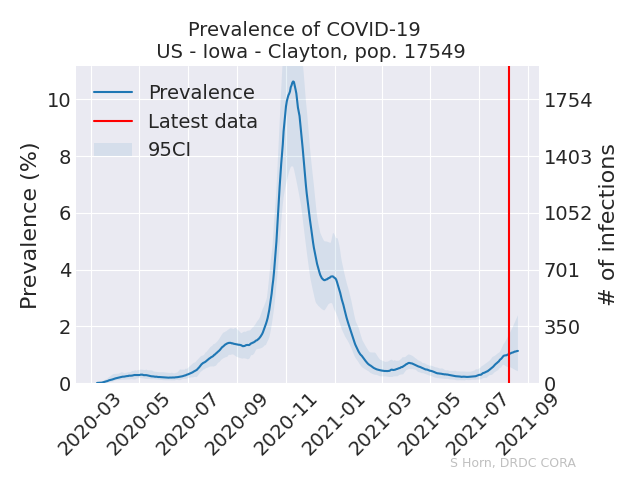 Prevalence of COVID-19
US - Iowa - Clayton, pop. 17549
Prevalence
Latest data
95CI
Prevalence (%)
10
8
6
4
2
0
1754
1403
1052
701
350
0
# of infections
2020-03
2020-05
2020-07
2020-09
2020-11
2021-01
2021-03
2021-05
2021-07
2021-09
S Horn, DRDC CORA